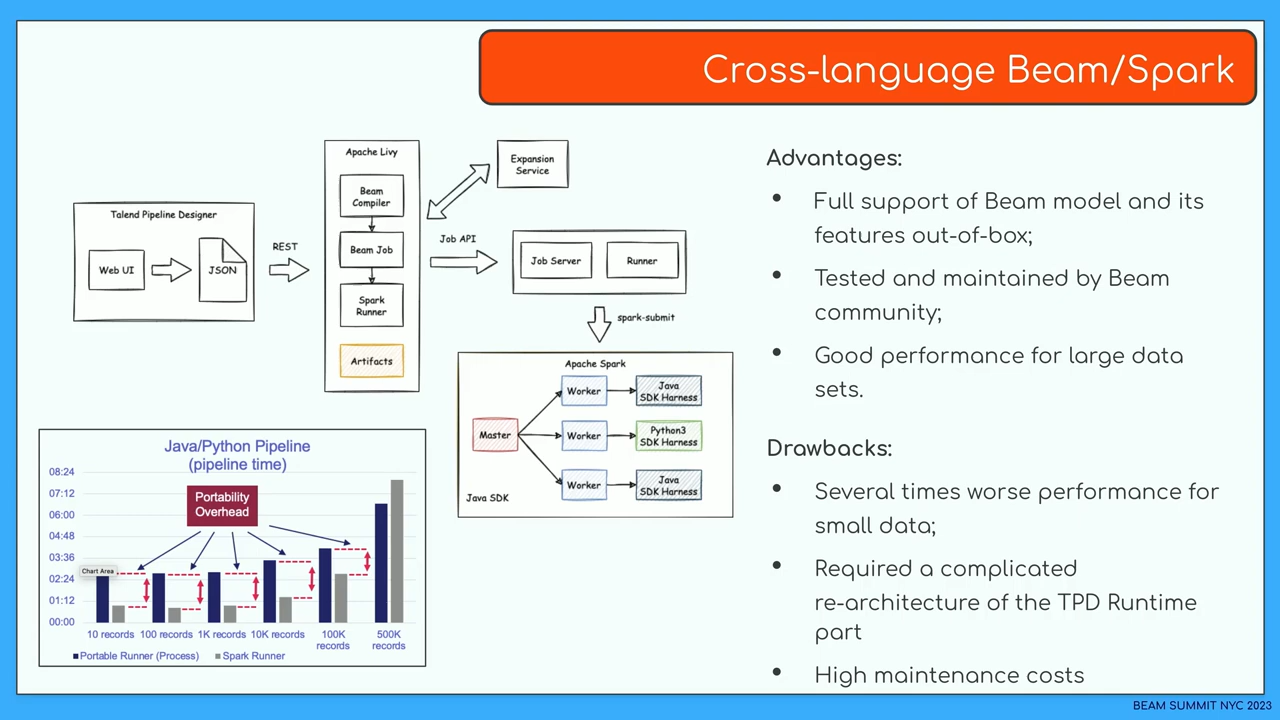 Cross-language Beam/Spark
Talend Pipeline Designer
Web UI
JSON
REST
Apache Livy
Beam
Compiler
Beam Job
Spark
Runner
Artifacts
Expansion
Service
Job API
Job Server
Runner
spark-submit
Apache Spark
Master
Worker
Java
SDK Harness
Worker
Python3
SDK Harness
Worker
Java
SDK Harness
Java SDK
Java/Python Pipeline
(pipeline time)
Portability
Overhead
Chart Area
08:24
07:12
06:00
04:48
03:36
02:24
01:12
00:00
10 records
100 records
1K records
10K records
100K
records
500K
records
Portable Runner (Process)
Spark Runner
Advantages:
• Full support of Beam model and its
features out-of-box;
• Tested and maintained by Beam
community;
• Good performance for large data
sets.
Drawbacks:
• Several times worse performance for
small data;
• Required a complicated
re-architecture of the TPD Runtime
part
• High maintenance costs
BEAM SUMMIT NYC 2023